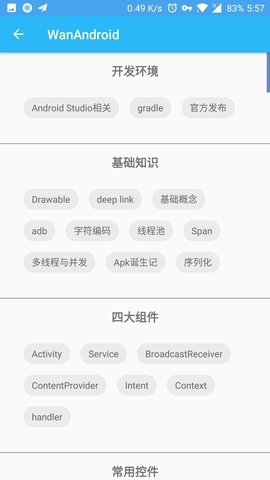 0.49 K/s 83% 5:57
WanAndroid
开发环境
Android Studio相关 gradle 官方发布
基础知识
Drawable deep link 基础概念
adb 字符编码 线程池 Span
多线程与并发 Apk诞生记 序列化
四大组件
Activity Service BroadcastReceiver
ContentProvider Intent Context
handler
常用控件